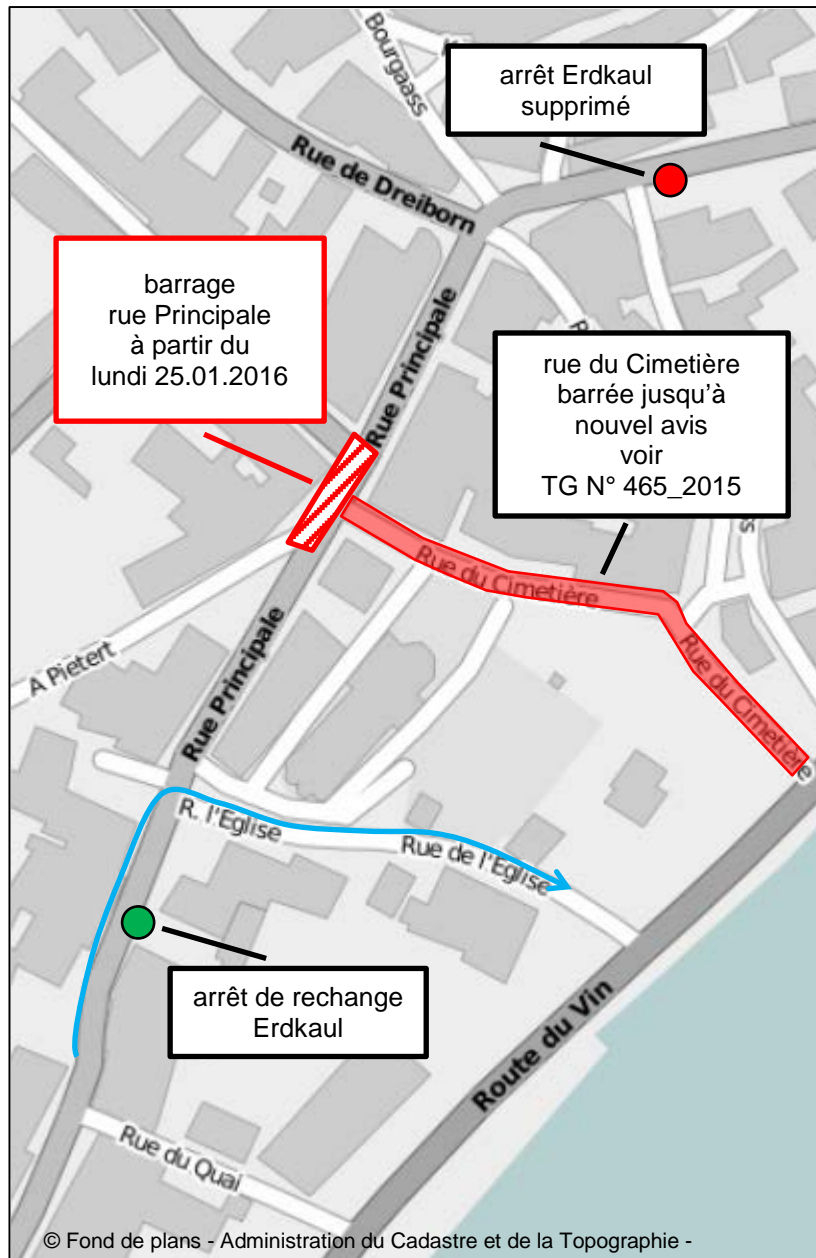 Bourgaass
arrêt Erdkaul
supprimé
Rue de Dreiborn
barrage
rue Principale
à partir du
lundi 25.01.2016
Rue Principale
rue du Cimetière
barrée jusqu'à
nouvel avis
voir
TG N° 465_2015
Rue du Cimetière
Rue du Cimetière
A Pietert
Rue Principale
R. l'Eglise
Rue de l'Eglise
arrêt de rechange
Erdkaul
Route du Vin
Rue du Quai
© Fond de plans - Administration du Cadastre et de la Topographie -